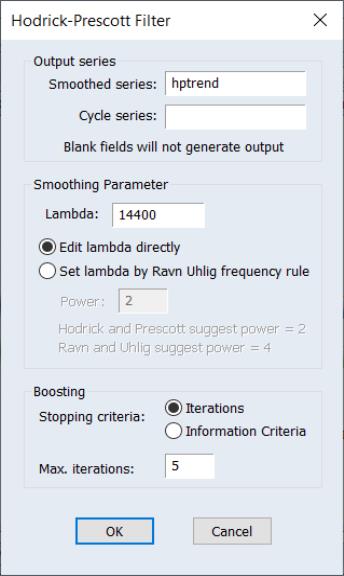 Hodrick-Prescott Filter
Output series
Smoothed series: hptrend
Cycle series:
Blank fields will not generate output
Smoothing Parameter
Lambda: 14400
Edit lambda directly
Set lambda by Ravn Uhlig frequency rule
Power: 2
Hodrick and Prescott suggest power = 2
Ravn and Uhlig suggest power = 4
Boosting
Stopping criteria: Iterations
Information Criteria
Max. iterations: 5
OK Cancel